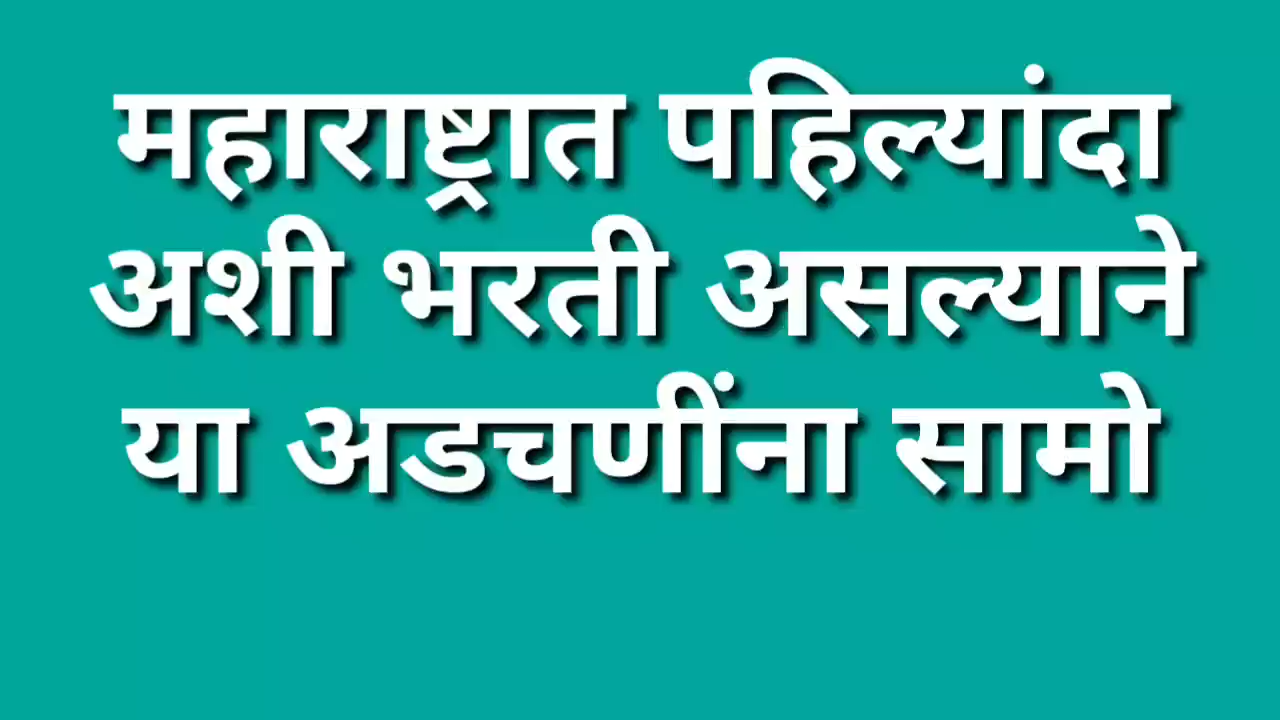 महाराष्ट्रात पहिल्यांदा
अशी भरती असल्याने
या अडचणींना सामो